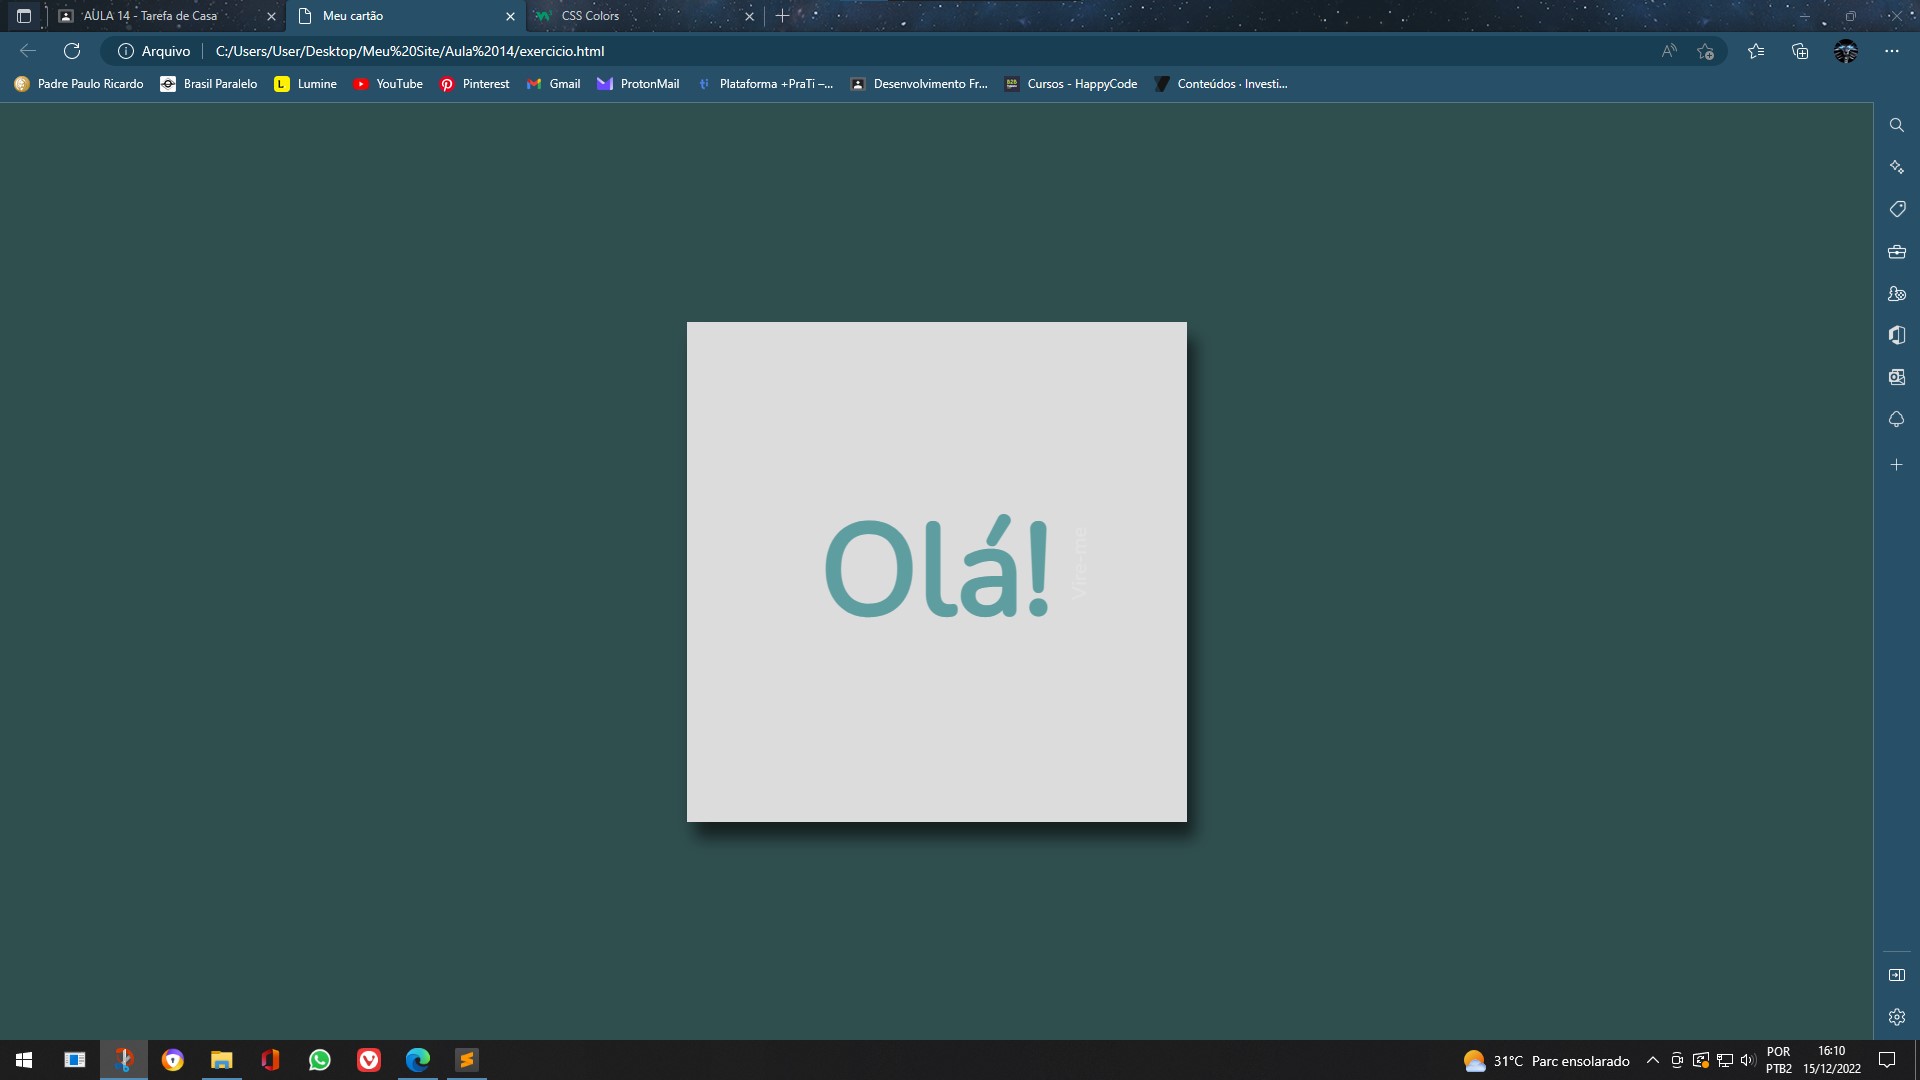 AULA 14 - Tarefa de Casa
Meu cartão
CSS Colors
Arquivo
C:/Users/User/Desktop/Meu%20Site/Aula%2014/exercicio.html
Padre Paulo Ricardo
Brasil Paralelo
L
Lumine
YouTube
Pinterest
Gmail
ProtonMail
ti
Plataforma +PraTi –...
Desenvolvimento Fr...
Cursos - HappyCode
Conteúdos · Investi...
Olá!
Vire-me
31°C Parc ensolarado
POR
PTB2
16:10
15/12/2022